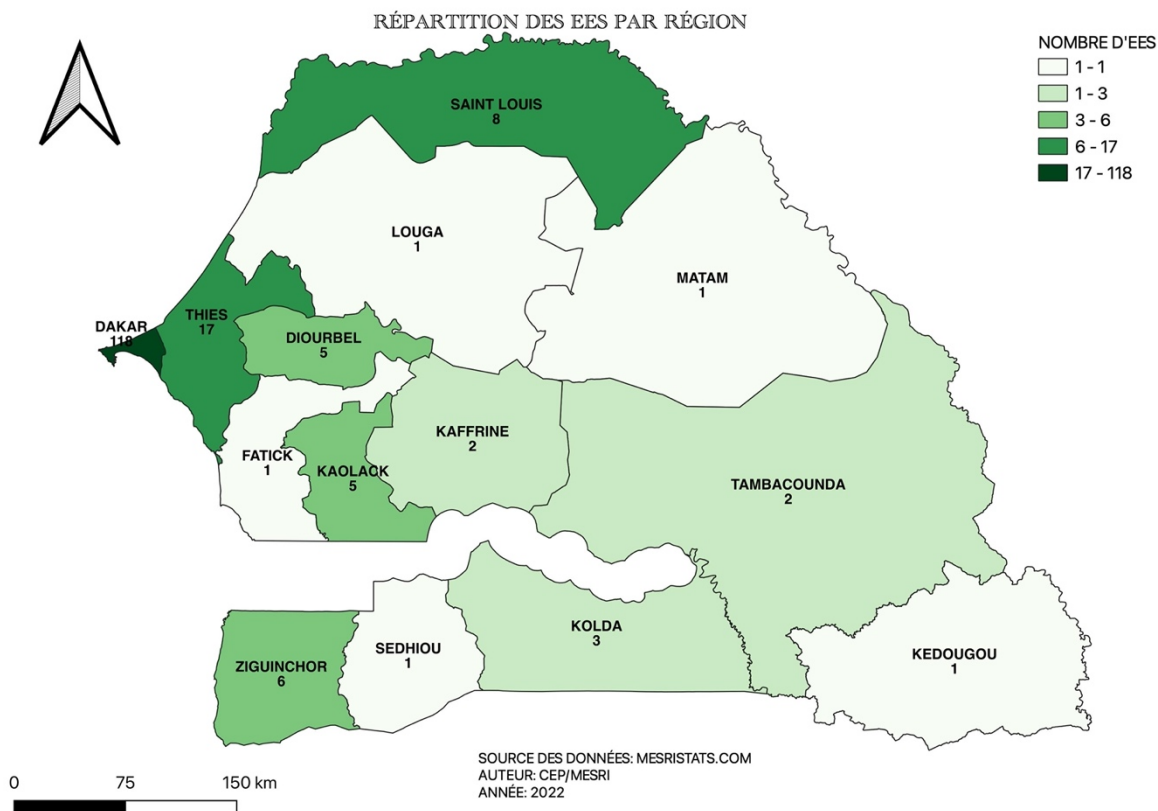 RÉPARTITION DES EES PAR RÉGION
NOMBRE D'EES
1 - 1
1 - 3
3 - 6
6 - 17
17 - 118
SAINT LOUIS
8
LOUGA
1
MATAM
1
THIES
17
DAKAR
118
DIOURBEL
5
KAFFRINE
2
FATICK
1
KAOLACK
5
TAMBACOUNDA
2
KOLDA
3
SEDHIOU
1
KEDOUGOU
1
ZIGUINCHOR
6
SOURCE DES DONNÉES: MESRISTATS.COM
AUTEUR: CEP/MESRI
ANNÉE: 2022
0 75 150 km